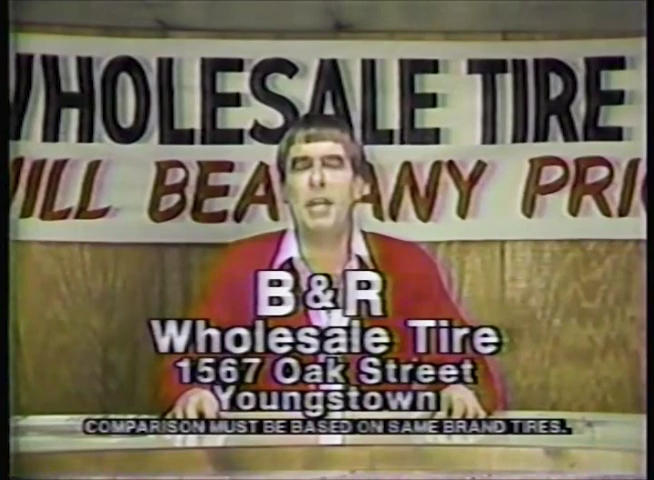 WHOLESALE TIRE
WILL BEAT ANY PRI
B & R
Wholesale Tire
1567 Oak Street
Youngstown
COMPARISON MUST BE BASED ON SAME BRAND TIRES.